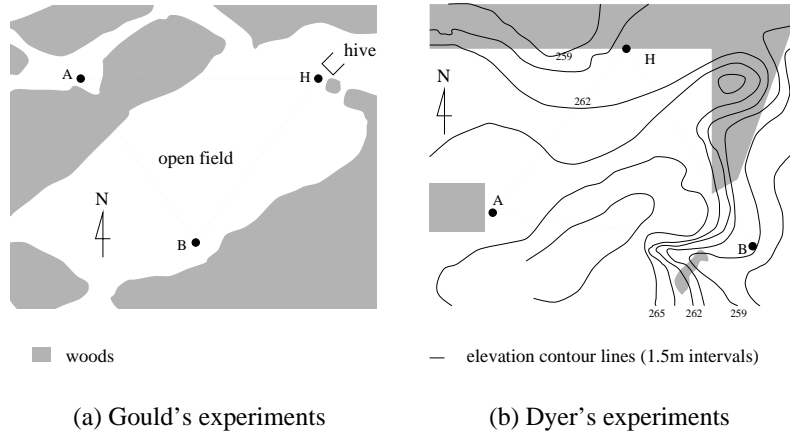 hive
A
H
open field
N
B
woods
(a) Gould's experiments
259
H
N
262
A
B
265
262
259
elevation contour lines (1.5m intervals)
(b) Dyer's experiments